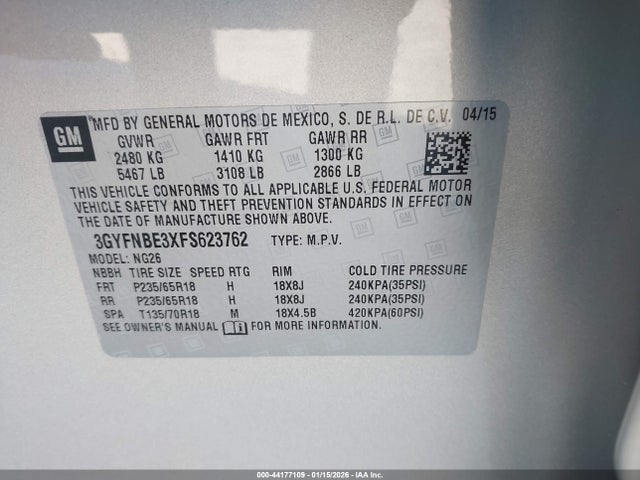 GM
MFD BY GENERAL MOTORS DE MEXICO, S. DE R.L. DE C.V. 04/15
GVWR GAWR FRT GAWR RR
2480 KG 1410 KG 1300 KG
5467 LB 3108 LB 2866 LB
THIS VEHICLE CONFORMS TO ALL APPLICABLE U.S. FEDERAL MOTOR
VEHICLE SAFETY AND THEFT PREVENTION STANDARDS IN EFFECT ON
THE DATE OF MANUFACTURE SHOWN ABOVE.
3GYFNBE3XFS623762 TYPE: M.P.V.
MODEL: NG26
NBBH TIRE SIZE SPEED RTG RIM COLD TIRE PRESSURE
FRT P235/65R18 H 18X8J 240KPA(35PSI)
RR P235/65R18 H 18X8J 240KPA(35PSI)
SPA T135/70R18 M 18X4.5B 420KPA(60PSI)
SEE OWNER'S MANUAL FOR MORE INFORMATION.
000-44177109 - 01/15/2026 - IAA Inc.